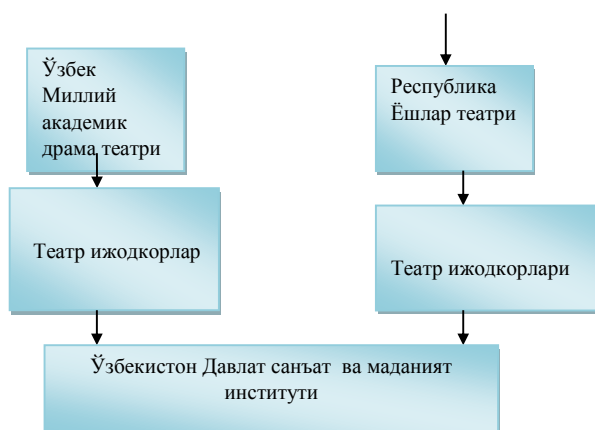 Ўзбек
Миллий
академик
драма театри
Республика
Ёшлар театри
Театр ижодкорлар
Театр ижодкорлари
Ўзбекистон Давлат санъат ва маданият
институти